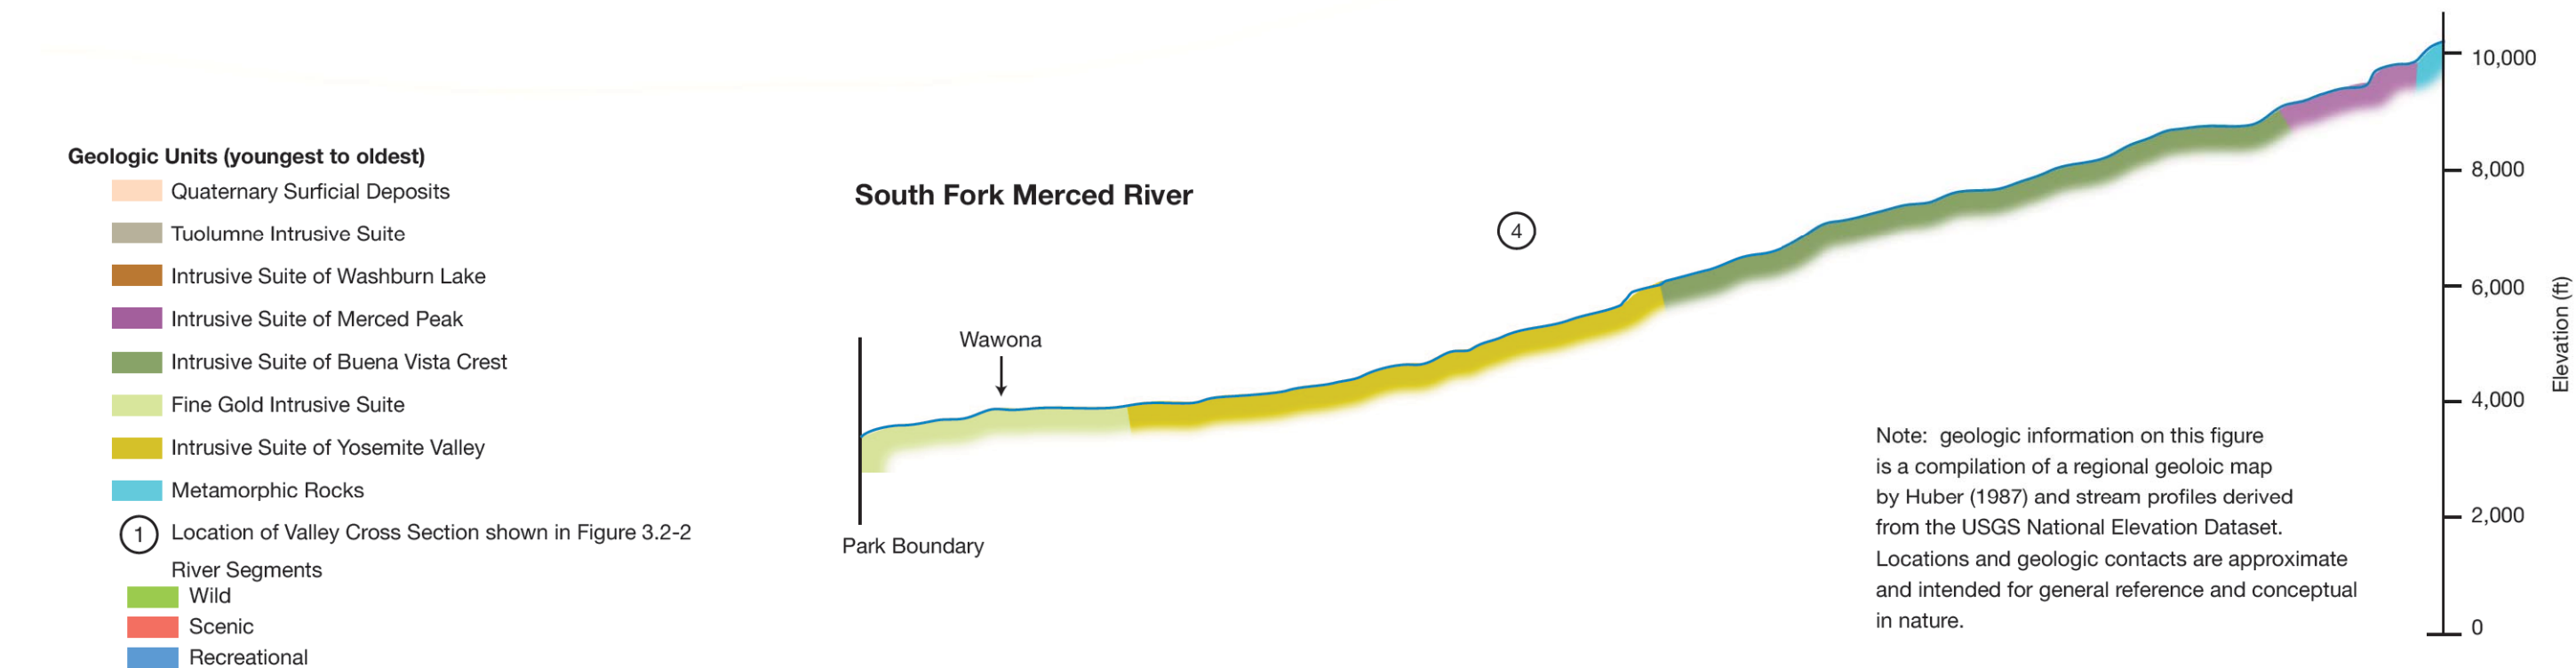 Geologic Units (youngest to oldest)
Quaternary Surficial Deposits
Tuolumne Intrusive Suite
Intrusive Suite of Washburn Lake
Intrusive Suite of Merced Peak
Intrusive Suite of Buena Vista Crest
Fine Gold Intrusive Suite
Intrusive Suite of Yosemite Valley
Metamorphic Rocks
1 Location of Valley Cross Section shown in Figure 3.2-2
River Segments
Wild
Scenic
Recreational
South Fork Merced River
4
Wawona
Park Boundary
10,000
8,000
6,000
4,000
2,000
0
Elevation (ft)
Note: geologic information on this figure
is a compilation of a regional geoloic map
by Huber (1987) and stream profiles derived
from the USGS National Elevation Dataset.
Locations and geologic contacts are approximate
and intended for general reference and conceptual
in nature.